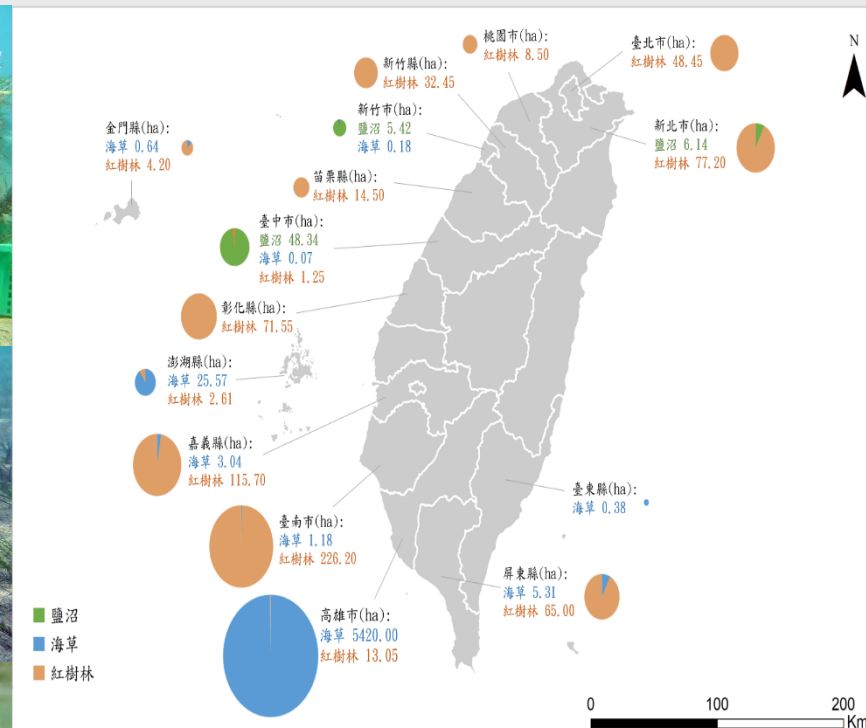 桃園市(ha):
紅樹林 8.50
臺北市(ha):
紅樹林 48.45
N
新竹縣(ha):
紅樹林 32.45
新竹市(ha):
鹽沼 5.42
海草 0.18
新北市(ha):
鹽沼 6.14
紅樹林 77.20
金門縣(ha):
海草 0.64
紅樹林 4.20
苗栗縣(ha):
紅樹林 14.50
臺中市(ha):
鹽沼 48.34
海草 0.07
紅樹林 1.25
彰化縣(ha):
紅樹林 71.55
澎湖縣(ha):
海草 25.57
紅樹林 2.61
嘉義縣(ha):
海草 3.04
紅樹林 115.70
臺東縣(ha):
海草 0.38
臺南市(ha):
海草 1.18
紅樹林 226.20
屏東縣(ha):
海草 5.31
紅樹林 65.00
高雄市(ha):
海草 5420.00
紅樹林 13.05
鹽沼
海草
紅樹林
0 100 200
Km